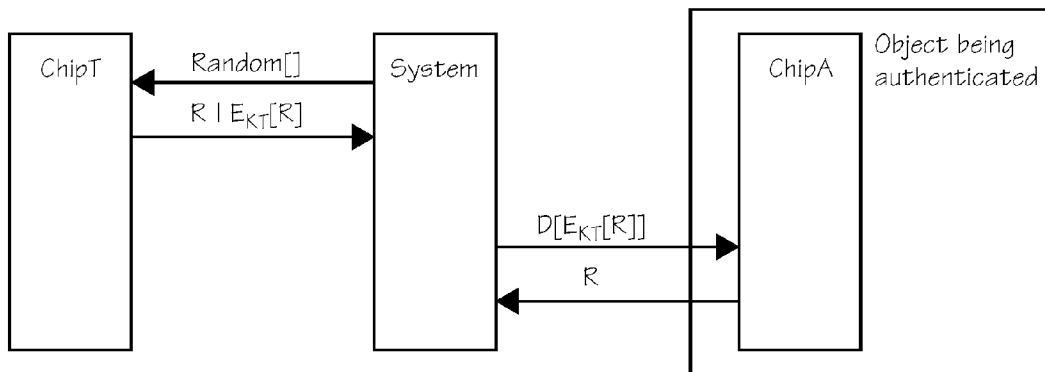 ChipT
System
ChipA
Object being
authenticated
Random[]
R | E_KT[R]
D[E_KT[R]]
R